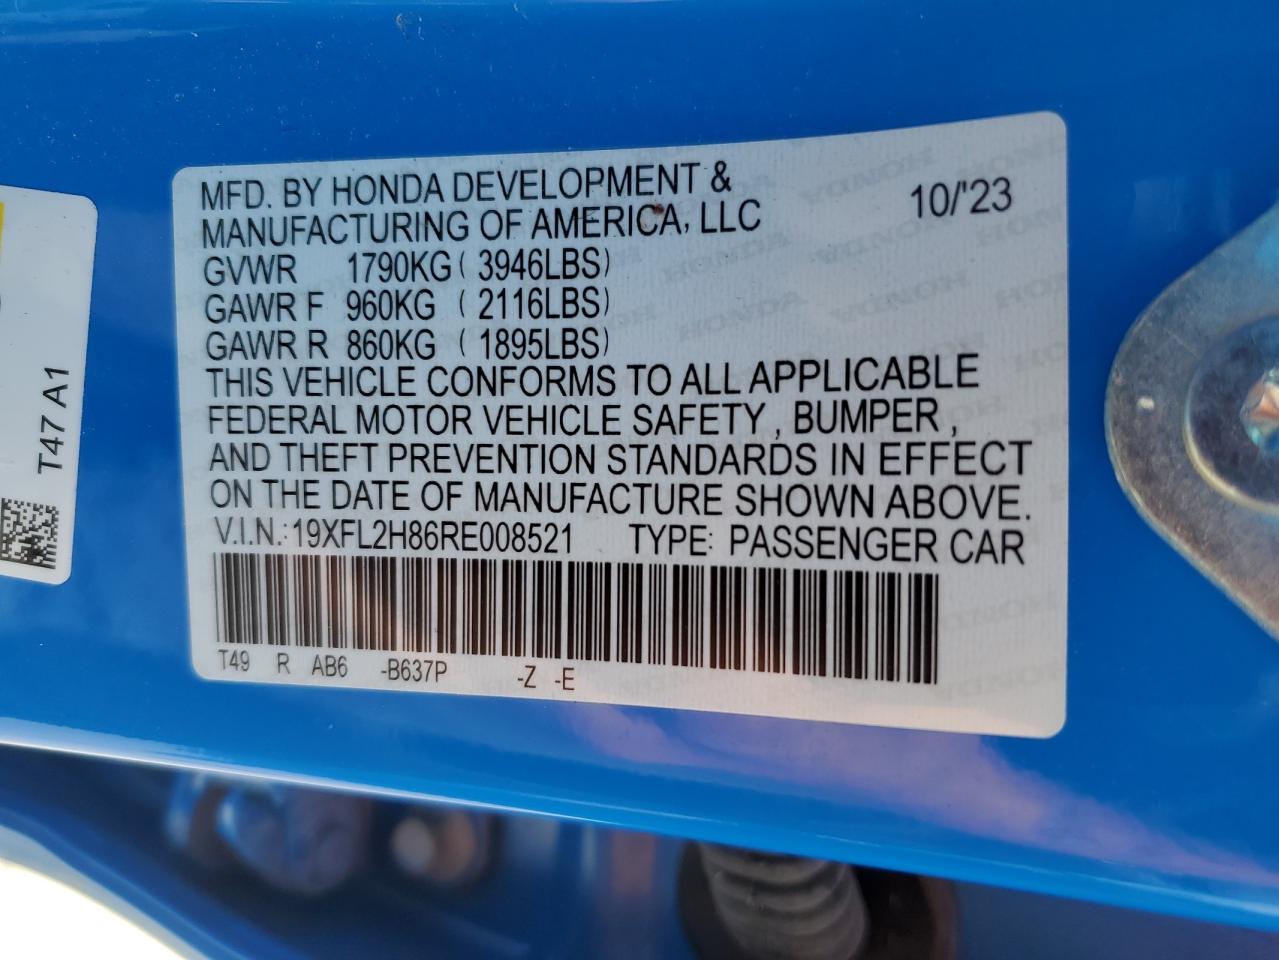 MFD. BY HONDA DEVELOPMENT & 10/'23
MANUFACTURING OF AMERICA, LLC
GVWR 1790KG ( 3946LBS)
GAWR F 960KG ( 2116LBS)
GAWR R 860KG ( 1895LBS)
THIS VEHICLE CONFORMS TO ALL APPLICABLE
FEDERAL MOTOR VEHICLE SAFETY , BUMPER ,
AND THEFT PREVENTION STANDARDS IN EFFECT
ON THE DATE OF MANUFACTURE SHOWN ABOVE.
V.I.N.: 19XFL2H86RE008521 TYPE: PASSENGER CAR
T49 R AB6 -B637P -Z -E
T47 A1